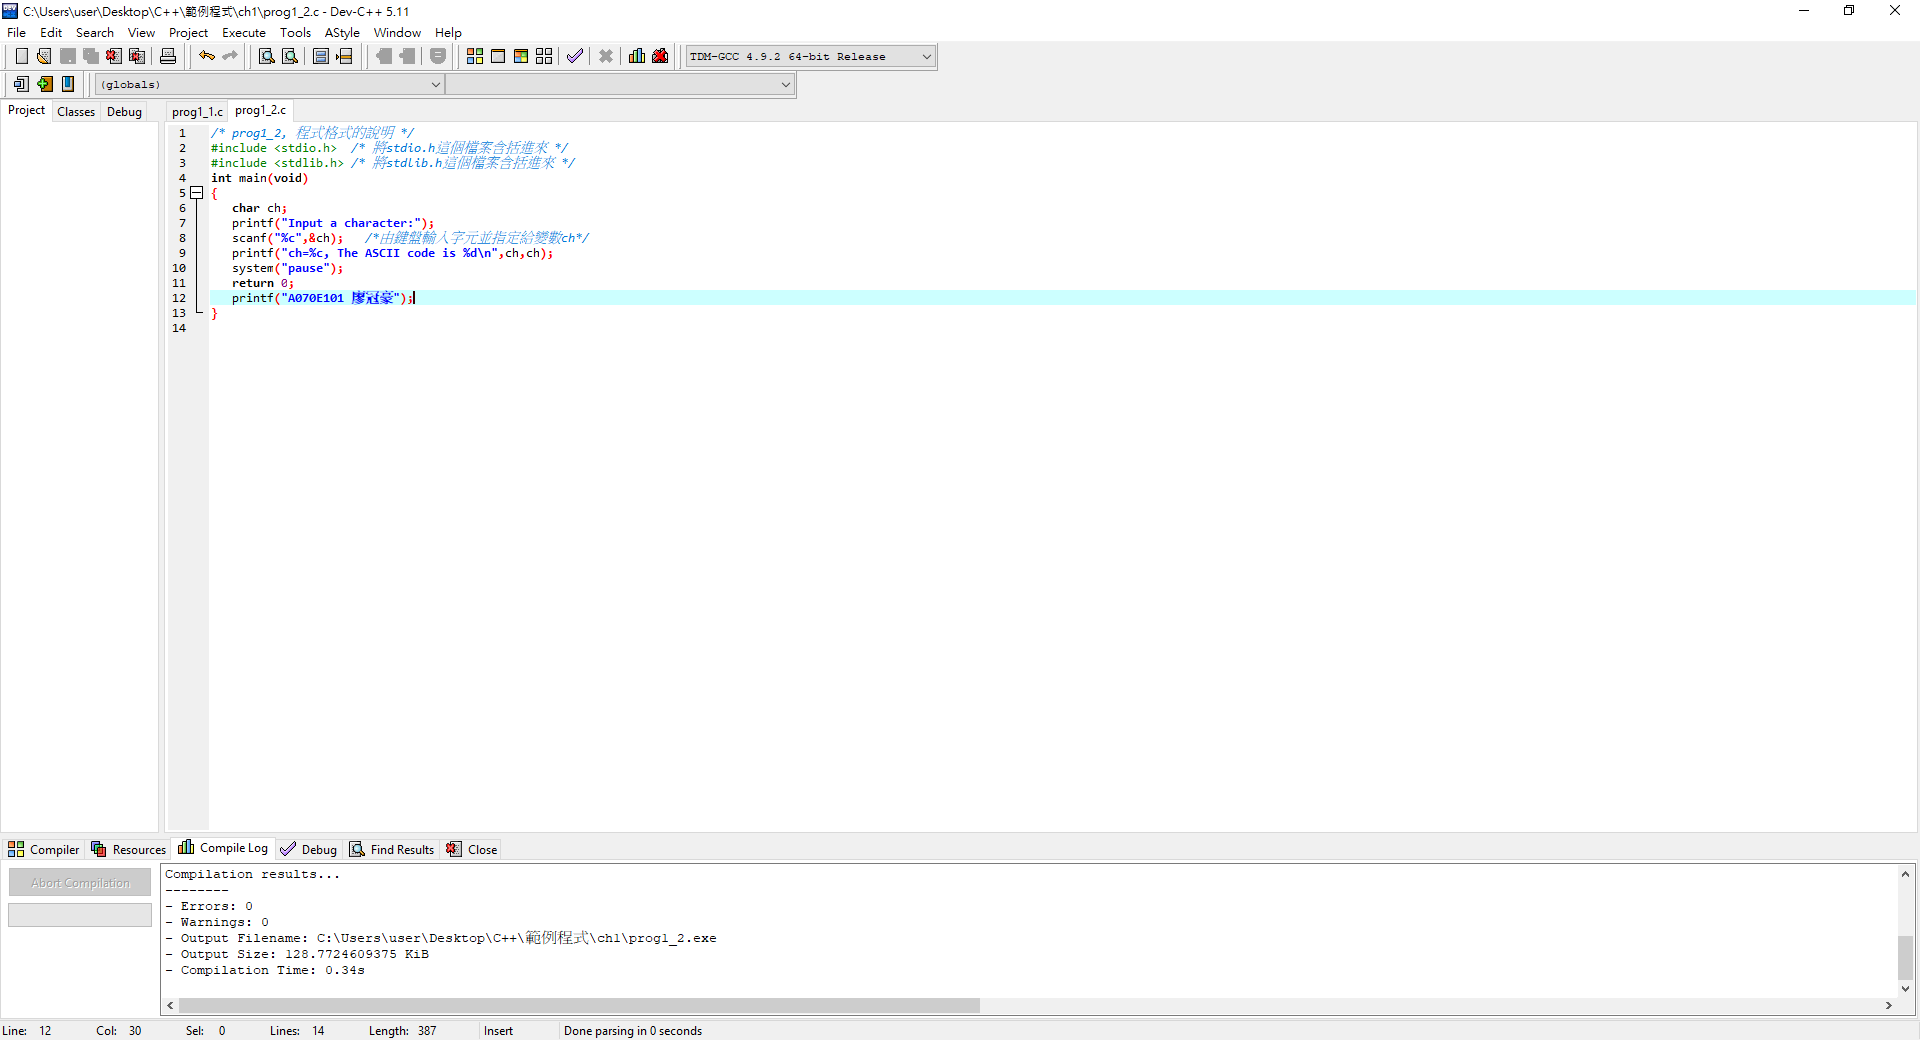 C:\Users\user\Desktop\C++\範例程式\ch1\prog1_2.c - Dev-C++ 5.11
File Edit Search View Project Execute Tools AStyle Window Help
TDM-GCC 4.9.2 64-bit Release
(globals)
Project Classes Debug prog1_1.c prog1_2.c
1 /* prog1_2, 程式格式的說明 */
2 #include <stdio.h> /* 將stdio.h這個檔案含括進來 */
3 #include <stdlib.h> /* 將stdlib.h這個檔案含括進來 */
4 int main(void)
5 {
6 char ch;
7 printf("Input a character:");
8 scanf("%c",&ch); /*由鍵盤輸入字元並指定給變數ch*/
9 printf("ch=%c, The ASCII code is %d\n",ch,ch);
10 system("pause");
11 return 0;
12 printf("A070E101 廖冠豪");
13 }
14
Compiler Resources Compile Log Debug Find Results Close
Abort Compilation
Compilation results...
--------
- Errors: 0
- Warnings: 0
- Output Filename: C:\Users\user\Desktop\C++\範例程式\ch1\prog1_2.exe
- Output Size: 128.7724609375 KiB
- Compilation Time: 0.34s
Line: 12 Col: 30 Sel: 0 Lines: 14 Length: 387 Insert Done parsing in 0 seconds